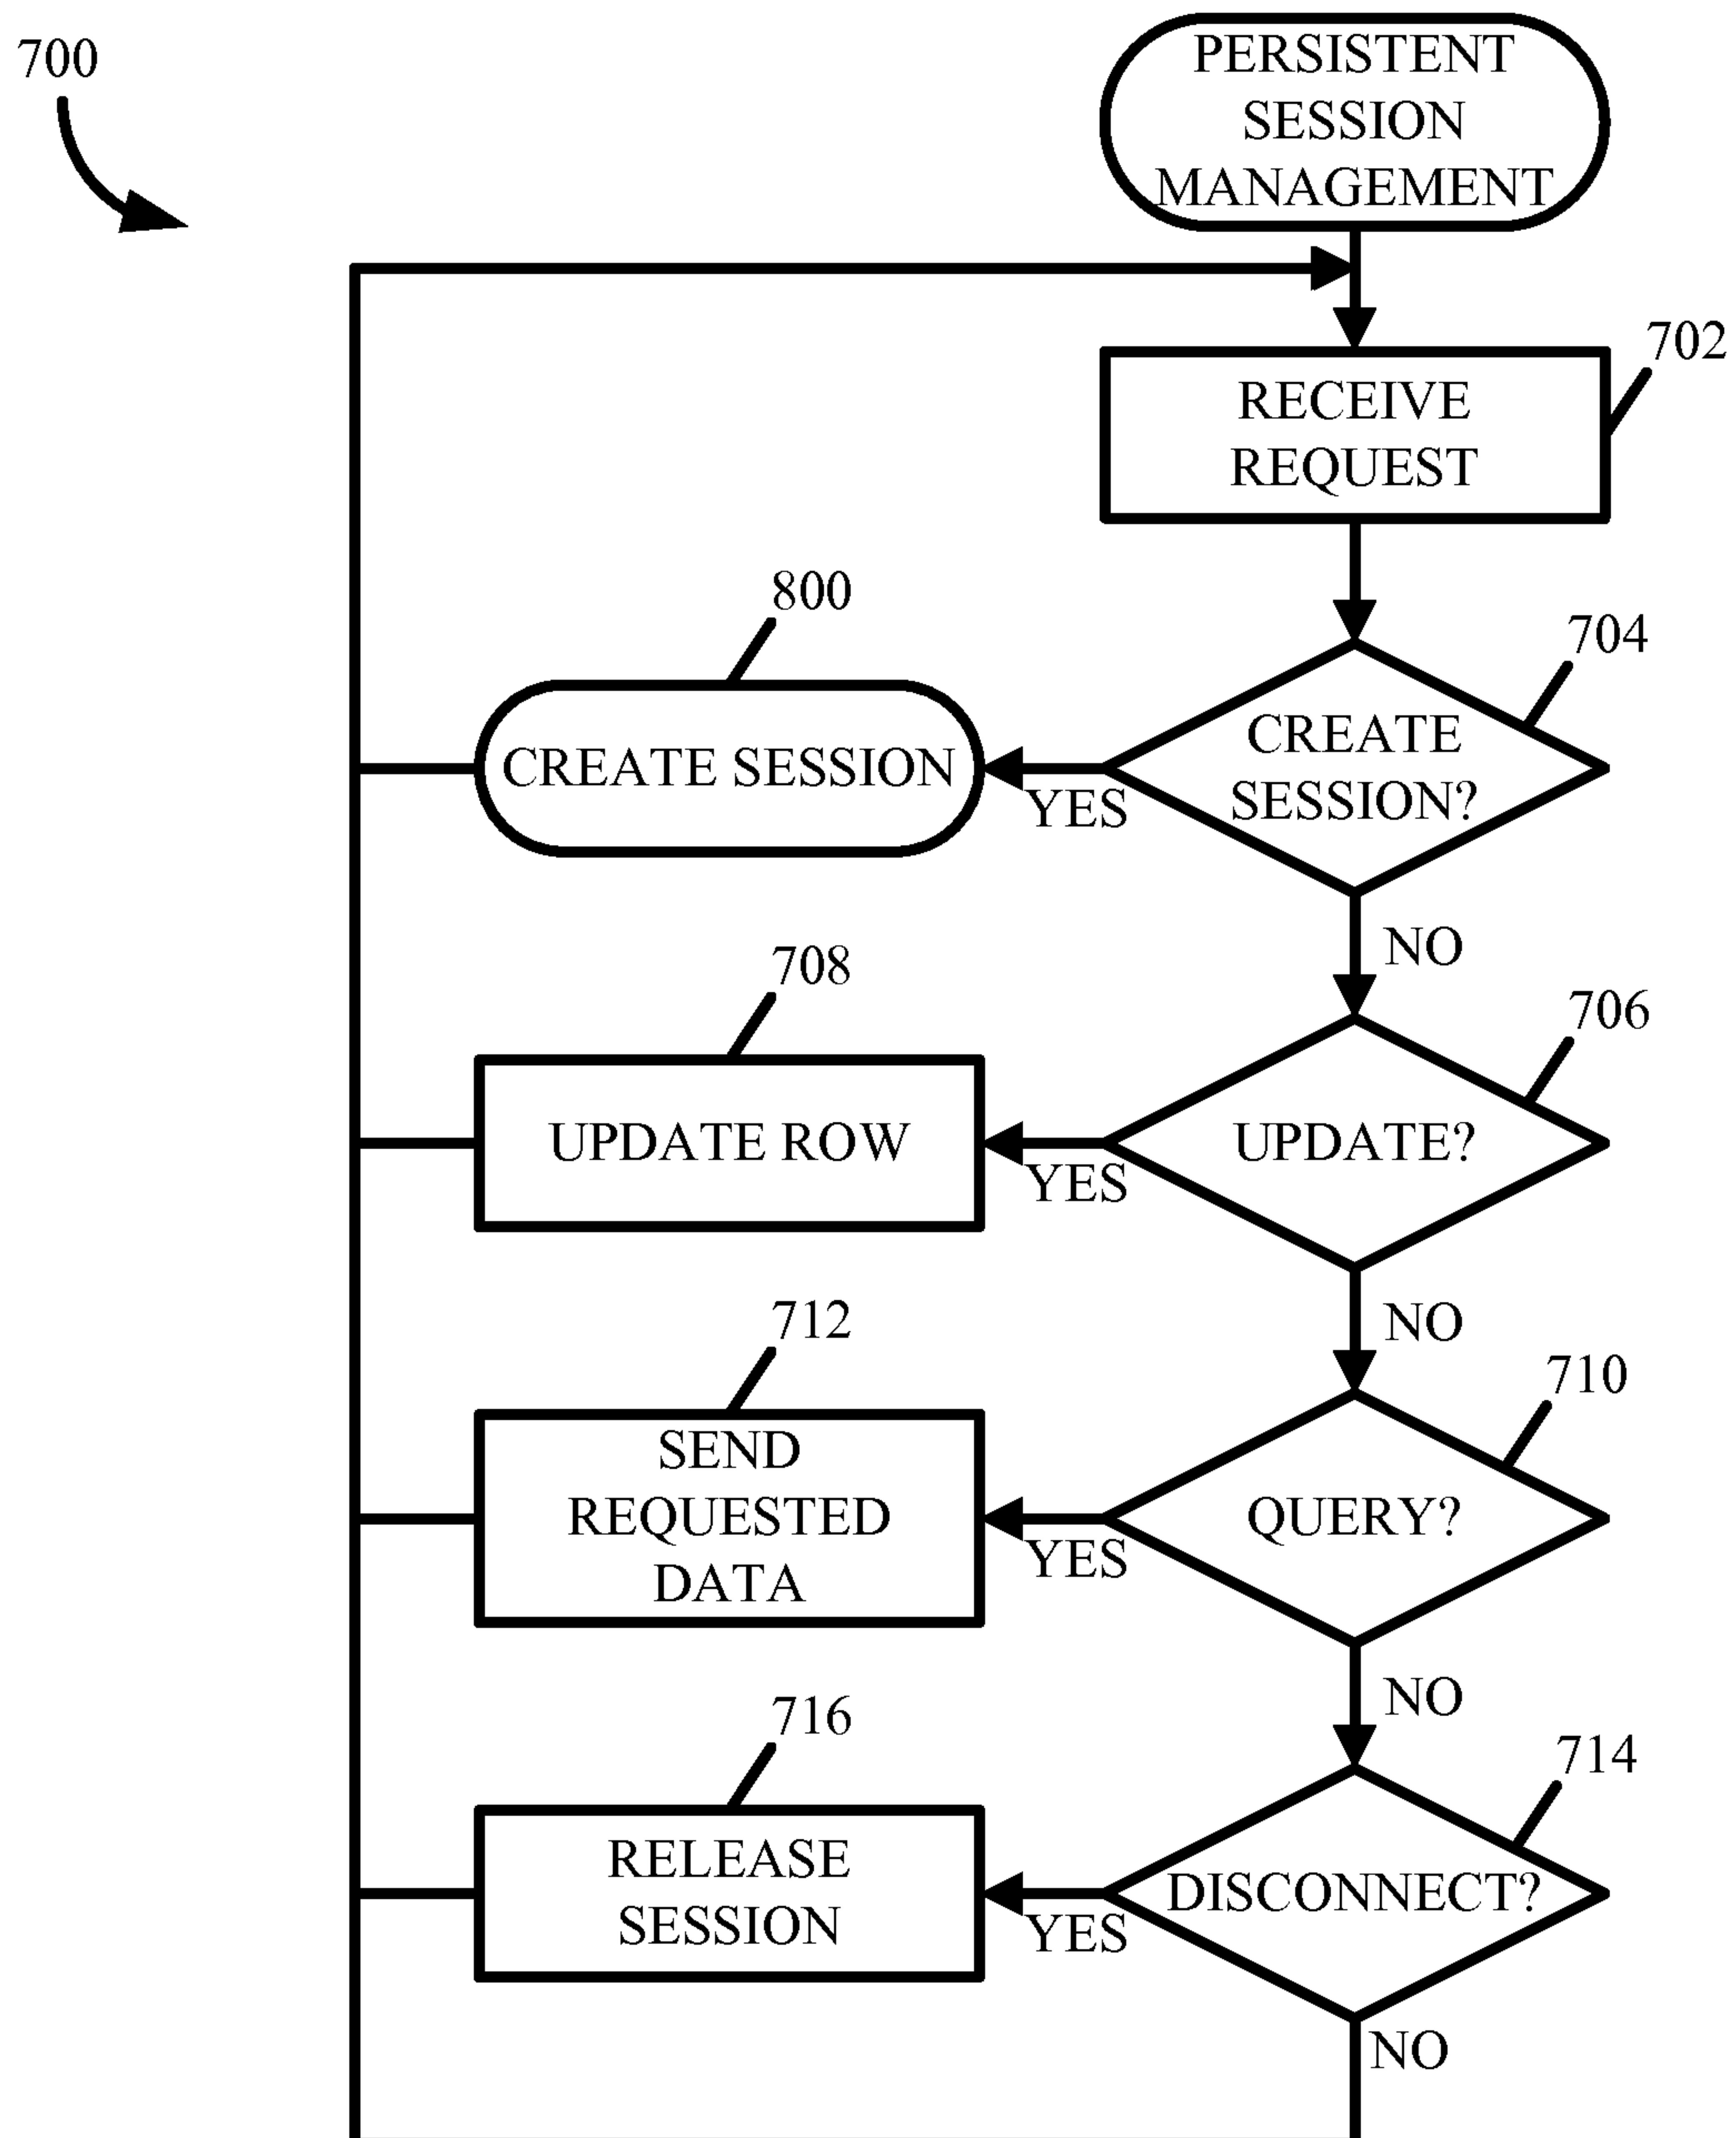 700
PERSISTENT
SESSION
MANAGEMENT
702
RECEIVE
REQUEST
800
704
CREATE SESSION
YES
CREATE
SESSION?
NO
708
706
UPDATE ROW
YES
UPDATE?
NO
712
710
SEND
REQUESTED
DATA
YES
QUERY?
NO
716
714
RELEASE
SESSION
YES
DISCONNECT?
NO